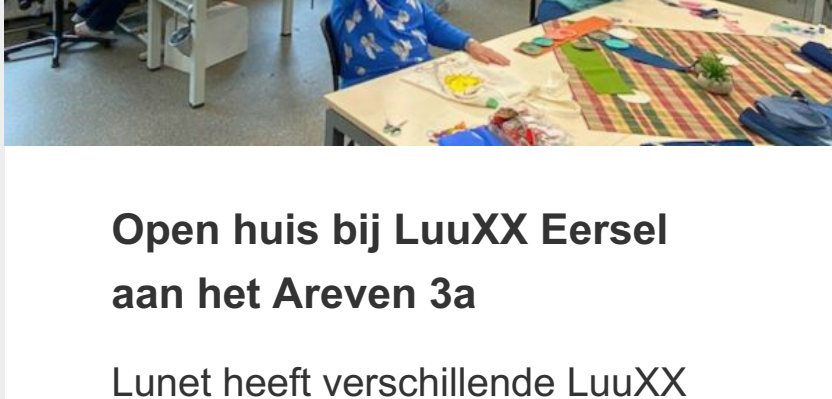 Open huis bij LuuXX Eersel
aan het Areven 3a
Lunet heeft verschillende LuuXX